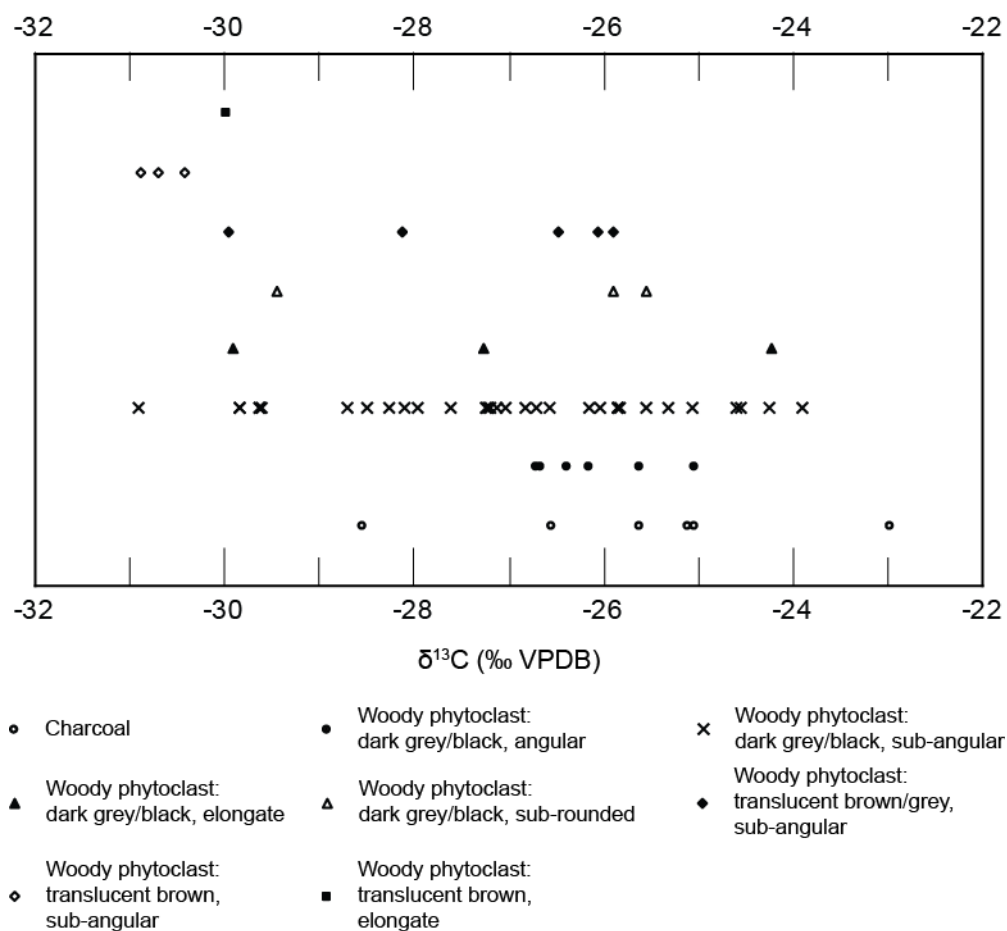 -32 -30 -28 -26 -24 -22
-32 -30 -28 -26 -24 -22
δ¹³C (‰ VPDB)
Charcoal
Woody phytoclast:
dark grey/black, angular
Woody phytoclast:
dark grey/black, sub-angular
Woody phytoclast:
dark grey/black, elongate
Woody phytoclast:
dark grey/black, sub-rounded
Woody phytoclast:
translucent brown/grey,
sub-angular
Woody phytoclast:
translucent brown,
sub-angular
Woody phytoclast:
translucent brown,
elongate